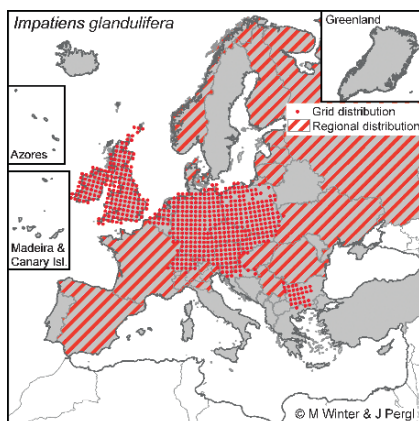 Impatiens glandulifera
Greenland
Grid distribution
Regional distribution
Azores
Madeira &
Canary Isl.
© M Winter & J Pergl